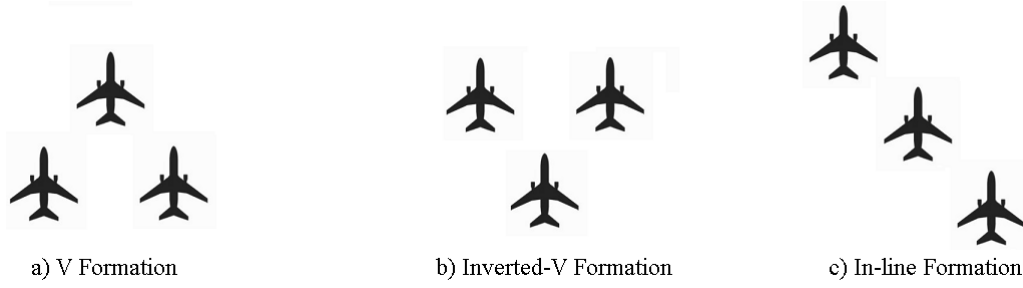 a) V Formation
b) Inverted-V Formation
c) In-line Formation